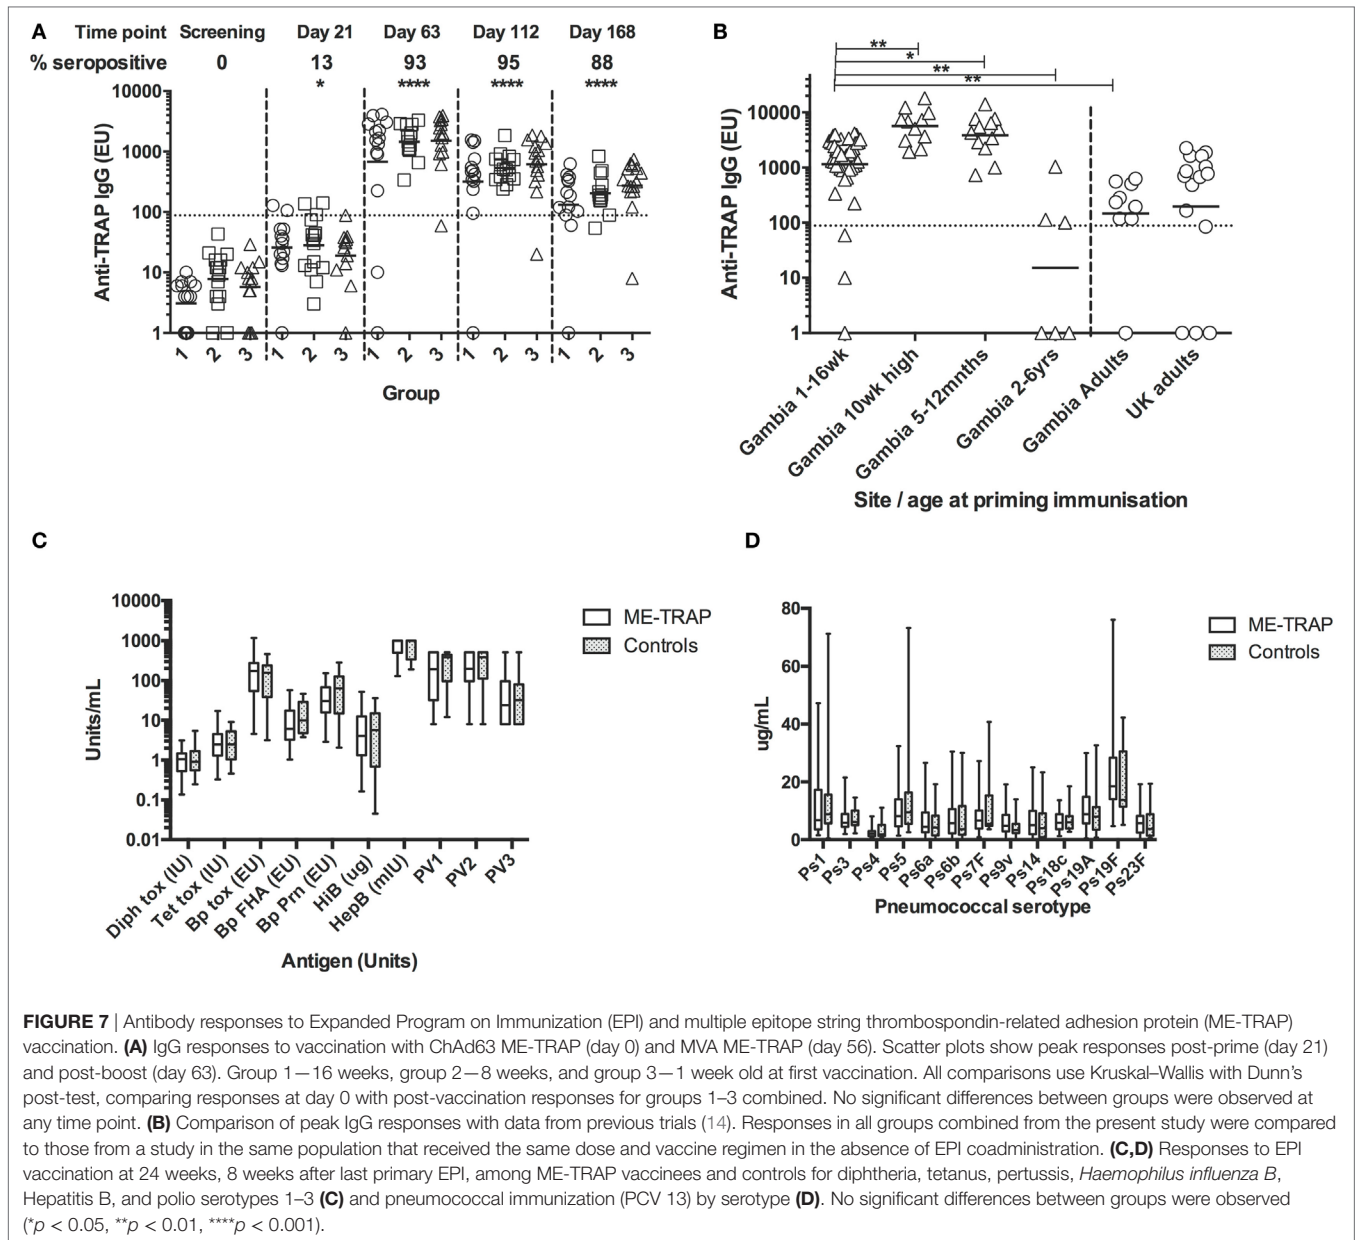 A
Time point Screening Day 21 Day 63 Day 112 Day 168
% seropositive 0 13 93 95 88
* **** **** ****
10000
1000
100
10
1
Anti-TRAP IgG (EU)
1 2 3 1 2 3 1 2 3 1 2 3 1 2 3
Group
B
**
*
**
**
10000
1000
100
10
1
Anti-TRAP IgG (EU)
Gambia 1-16wk
Gambia 10wk high
Gambia 5-12mnths
Gambia 2-6yrs
Gambia Adults
UK adults
Site / age at priming immunisation
C
10000
1000
100
10
1
0.1
0.01
Units/mL
ME-TRAP
Controls
Diph tox (IU)
Tet tox (IU)
Bp tox (EU)
Bp FHA (EU)
Bp Prn (EU)
HiB (ug)
HepB (mIU)
PV1
PV2
PV3
Antigen (Units)
D
80
60
40
20
0
ug/mL
ME-TRAP
Controls
Ps1
Ps3
Ps4
Ps5
Ps6a
Ps6b
Ps7F
Ps9v
Ps14
Ps18c
Ps19A
Ps19F
Ps23F
Pneumococcal serotype
FIGURE 7 | Antibody responses to Expanded Program on Immunization (EPI) and multiple epitope string thrombospondin-related adhesion protein (ME-TRAP)
vaccination. (A) IgG responses to vaccination with ChAd63 ME-TRAP (day 0) and MVA ME-TRAP (day 56). Scatter plots show peak responses post-prime (day 21)
and post-boost (day 63). Group 1—16 weeks, group 2—8 weeks, and group 3—1 week old at first vaccination. All comparisons use Kruskal–Wallis with Dunn's
post-test, comparing responses at day 0 with post-vaccination responses for groups 1–3 combined. No significant differences between groups were observed at
any time point. (B) Comparison of peak IgG responses with data from previous trials (14). Responses in all groups combined from the present study were compared
to those from a study in the same population that received the same dose and vaccine regimen in the absence of EPI coadministration. (C,D) Responses to EPI
vaccination at 24 weeks, 8 weeks after last primary EPI, among ME-TRAP vaccinees and controls for diphtheria, tetanus, pertussis, Haemophilus influenza B,
Hepatitis B, and polio serotypes 1–3 (C) and pneumococcal immunization (PCV 13) by serotype (D). No significant differences between groups were observed
(*p < 0.05, **p < 0.01, ****p < 0.001).